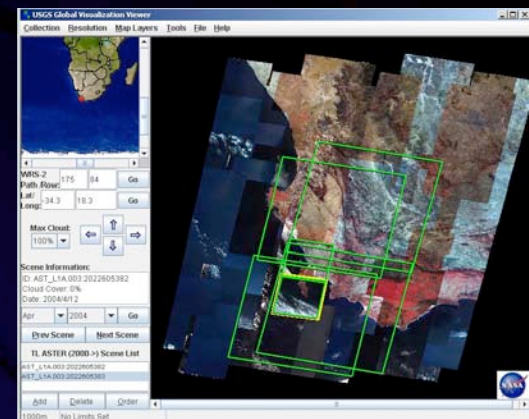 USGS Global Visualization Viewer
Collection Resolution Map Layers Tools File Help
WRS-2
Path/Row: 175 84 Go
Lat/
Long: -34.3 18.3 Go
Max Cloud:
100%
Scene Information:
ID: AST_L1A.003:2022605382
Cloud Cover: 0%
Date: 2004/4/12
Apr 2004 Go
Prev Scene Next Scene
TL ASTER (2000->) Scene List
AST_L1A.003:2022605382
AST_L1A.003:2022605383
Add Delete Order
1000m No Limits Set
NASA